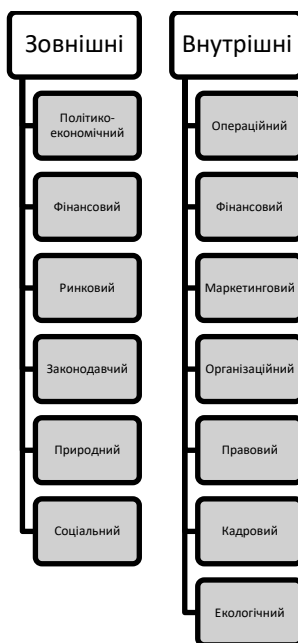 Зовнішні
Політико-
економічний
Фінансовий
Ринковий
Законодавчий
Природний
Соціальний
Внутрішні
Операційний
Фінансовий
Маркетинговий
Організаційний
Правовий
Кадровий
Екологічний